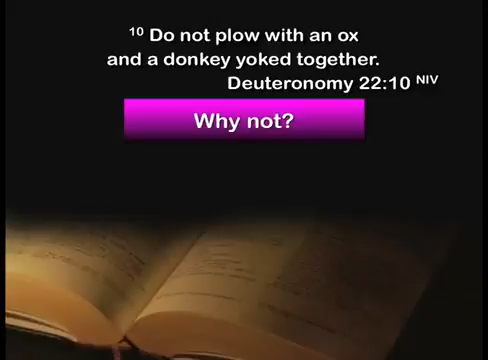 10 Do not plow with an ox
and a donkey yoked together.
Deuteronomy 22:10 NIV
Why not?